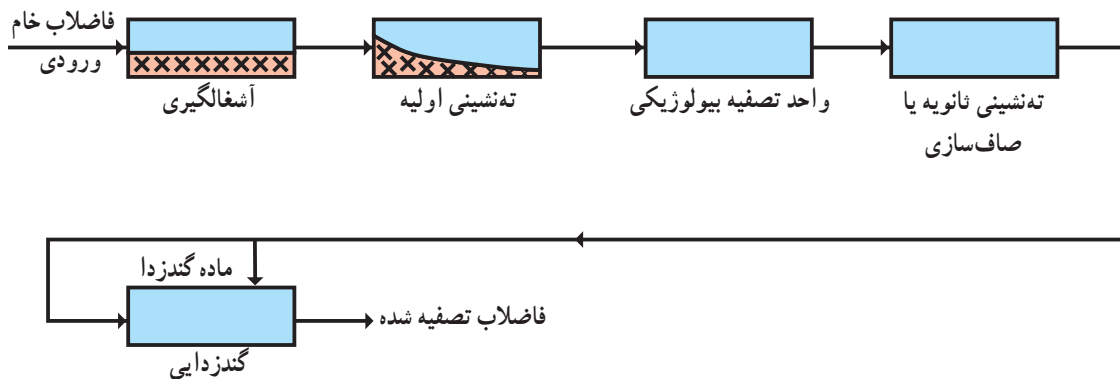 فاضلاب خام
ورودی
آشغالگیری
ته‌نشینی اولیه
واحد تصفیه بیولوژیکی
ته‌نشینی ثانویه یا
صاف‌سازی
ماده گندزدا
گندزدایی
فاضلاب تصفیه شده